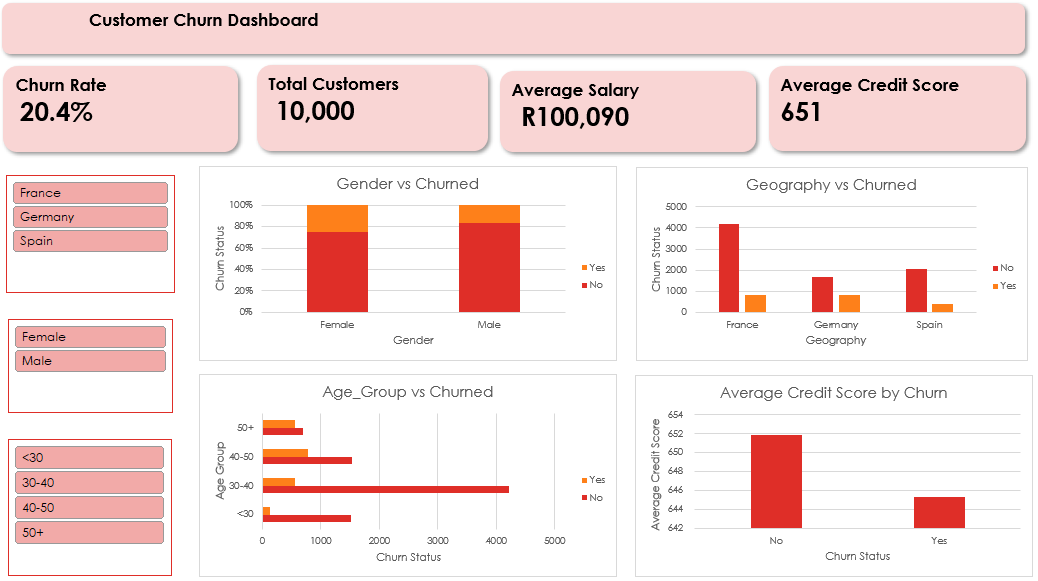 Customer Churn Dashboard
Churn Rate
20.4%
Total Customers
10,000
Average Salary
R100,090
Average Credit Score
651
France
Germany
Spain
Female
Male
<30
30-40
40-50
50+
Gender vs Churned
Churn Status
100%
80%
60%
40%
20%
0%
Female Male
Gender
Yes
No
Geography vs Churned
Churn Status
5000
4000
3000
2000
1000
0
France Germany Spain
Geography
No
Yes
Age_Group vs Churned
Age Group
50+
40-50
30-40
<30
0 1000 2000 3000 4000 5000
Churn Status
Yes
No
Average Credit Score by Churn
Average Credit Score
654
652
650
648
646
644
642
No Yes
Churn Status